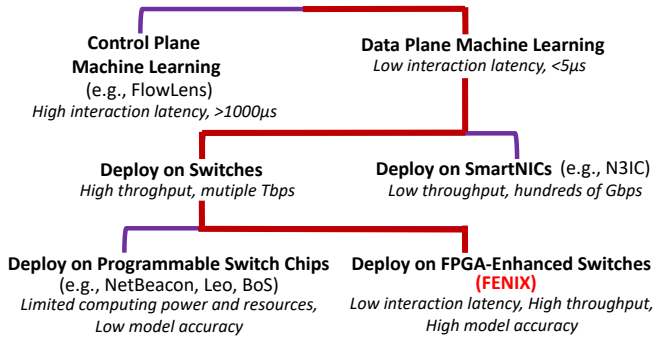 Control Plane
Machine Learning
(e.g., FlowLens)
High interaction latency, >1000μs
Data Plane Machine Learning
Low interaction latency, <5μs
Deploy on Switches
High throghput, mutiple Tbps
Deploy on SmartNICs (e.g., N3IC)
Low throughput, hundreds of Gbps
Deploy on Programmable Switch Chips
(e.g., NetBeacon, Leo, BoS)
Limited computing power and resources,
Low model accuracy
Deploy on FPGA-Enhanced Switches
(FENIX)
Low interaction latency, High throughput,
High model accuracy